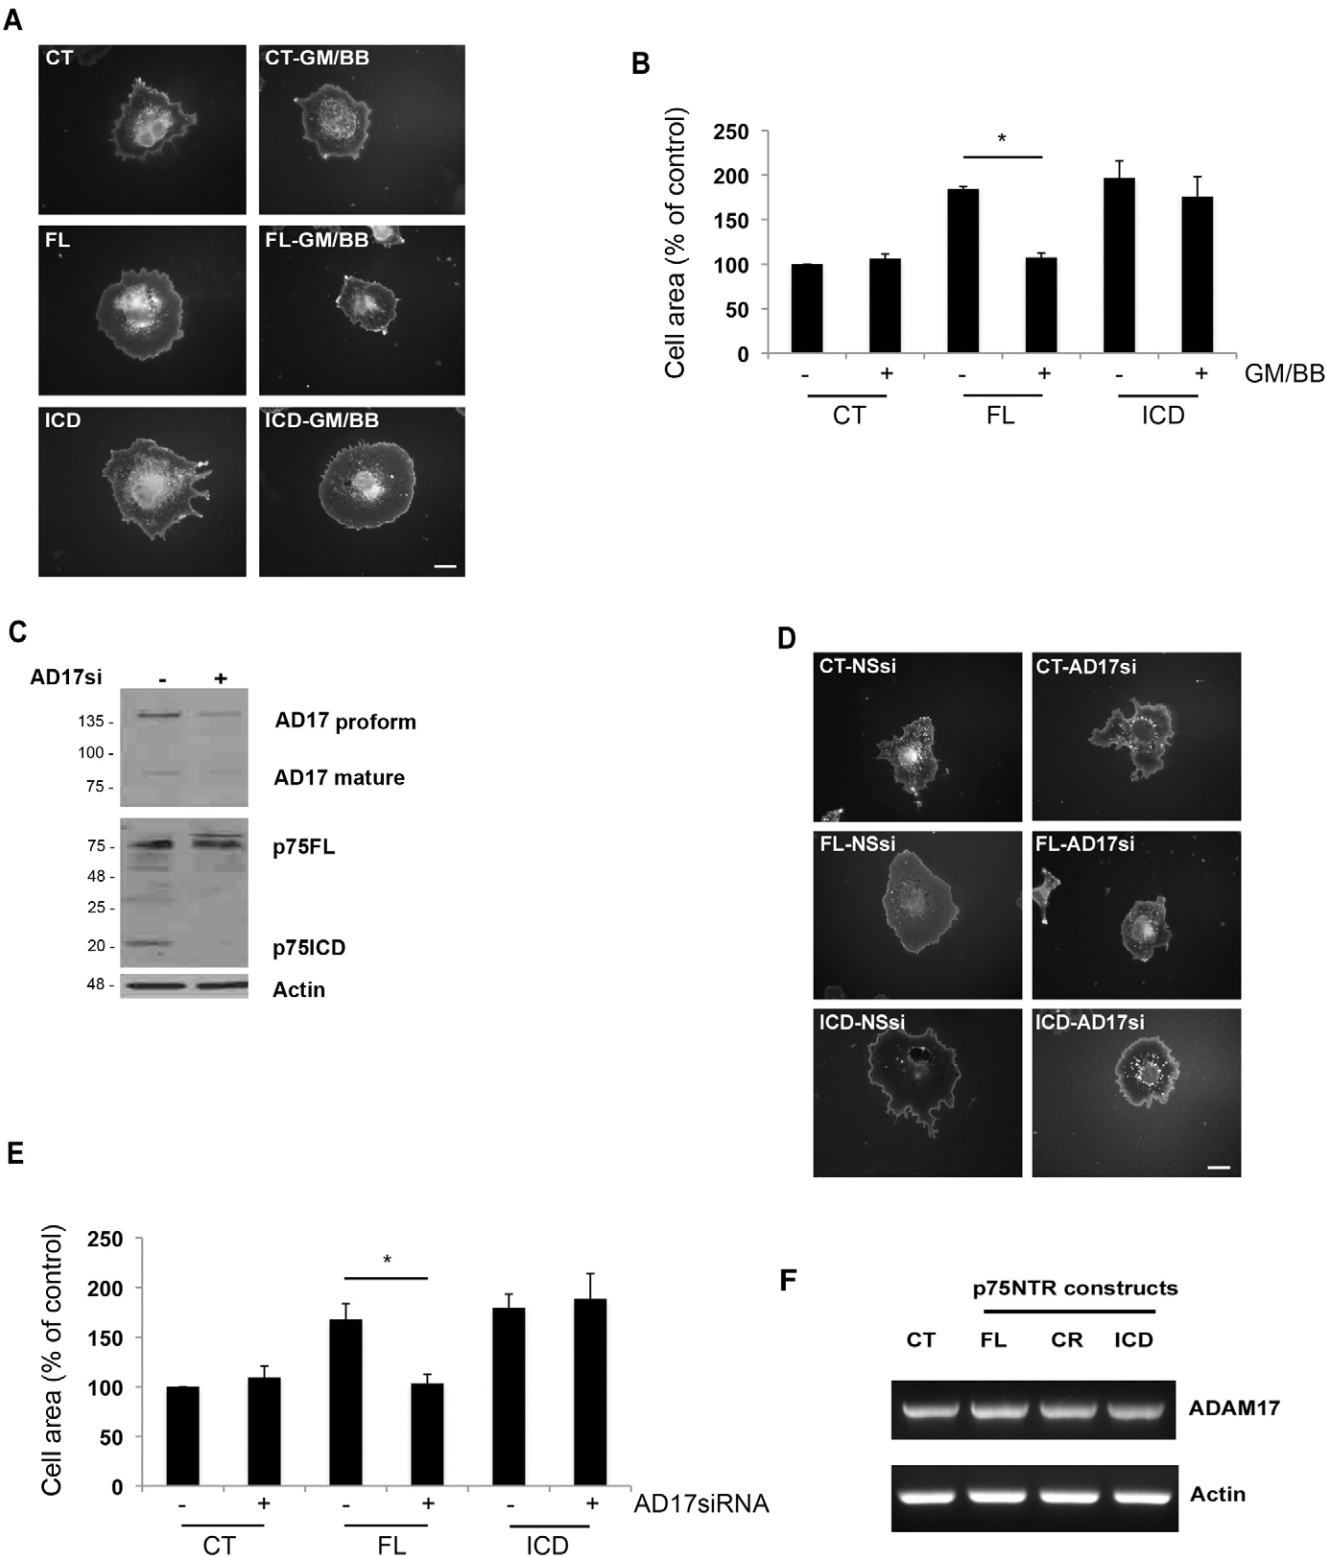 A
CT
CT-GM/BB
FL
FL-GM/BB
ICD
ICD-GM/BB
B
Cell area (% of control)
250
200
150
100
50
0
*
- + - + - + GM/BB
CT FL ICD
C
AD17si - +
135 -
100 -
75 -
AD17 proform
AD17 mature
75 -
48 -
25 -
20 -
p75FL
p75ICD
48 -
Actin
D
CT-NSsi
CT-AD17si
FL-NSsi
FL-AD17si
ICD-NSsi
ICD-AD17si
E
Cell area (% of control)
250
200
150
100
50
0
*
- + - + - + AD17siRNA
CT FL ICD
F
p75NTR constructs
CT FL CR ICD
ADAM17
Actin